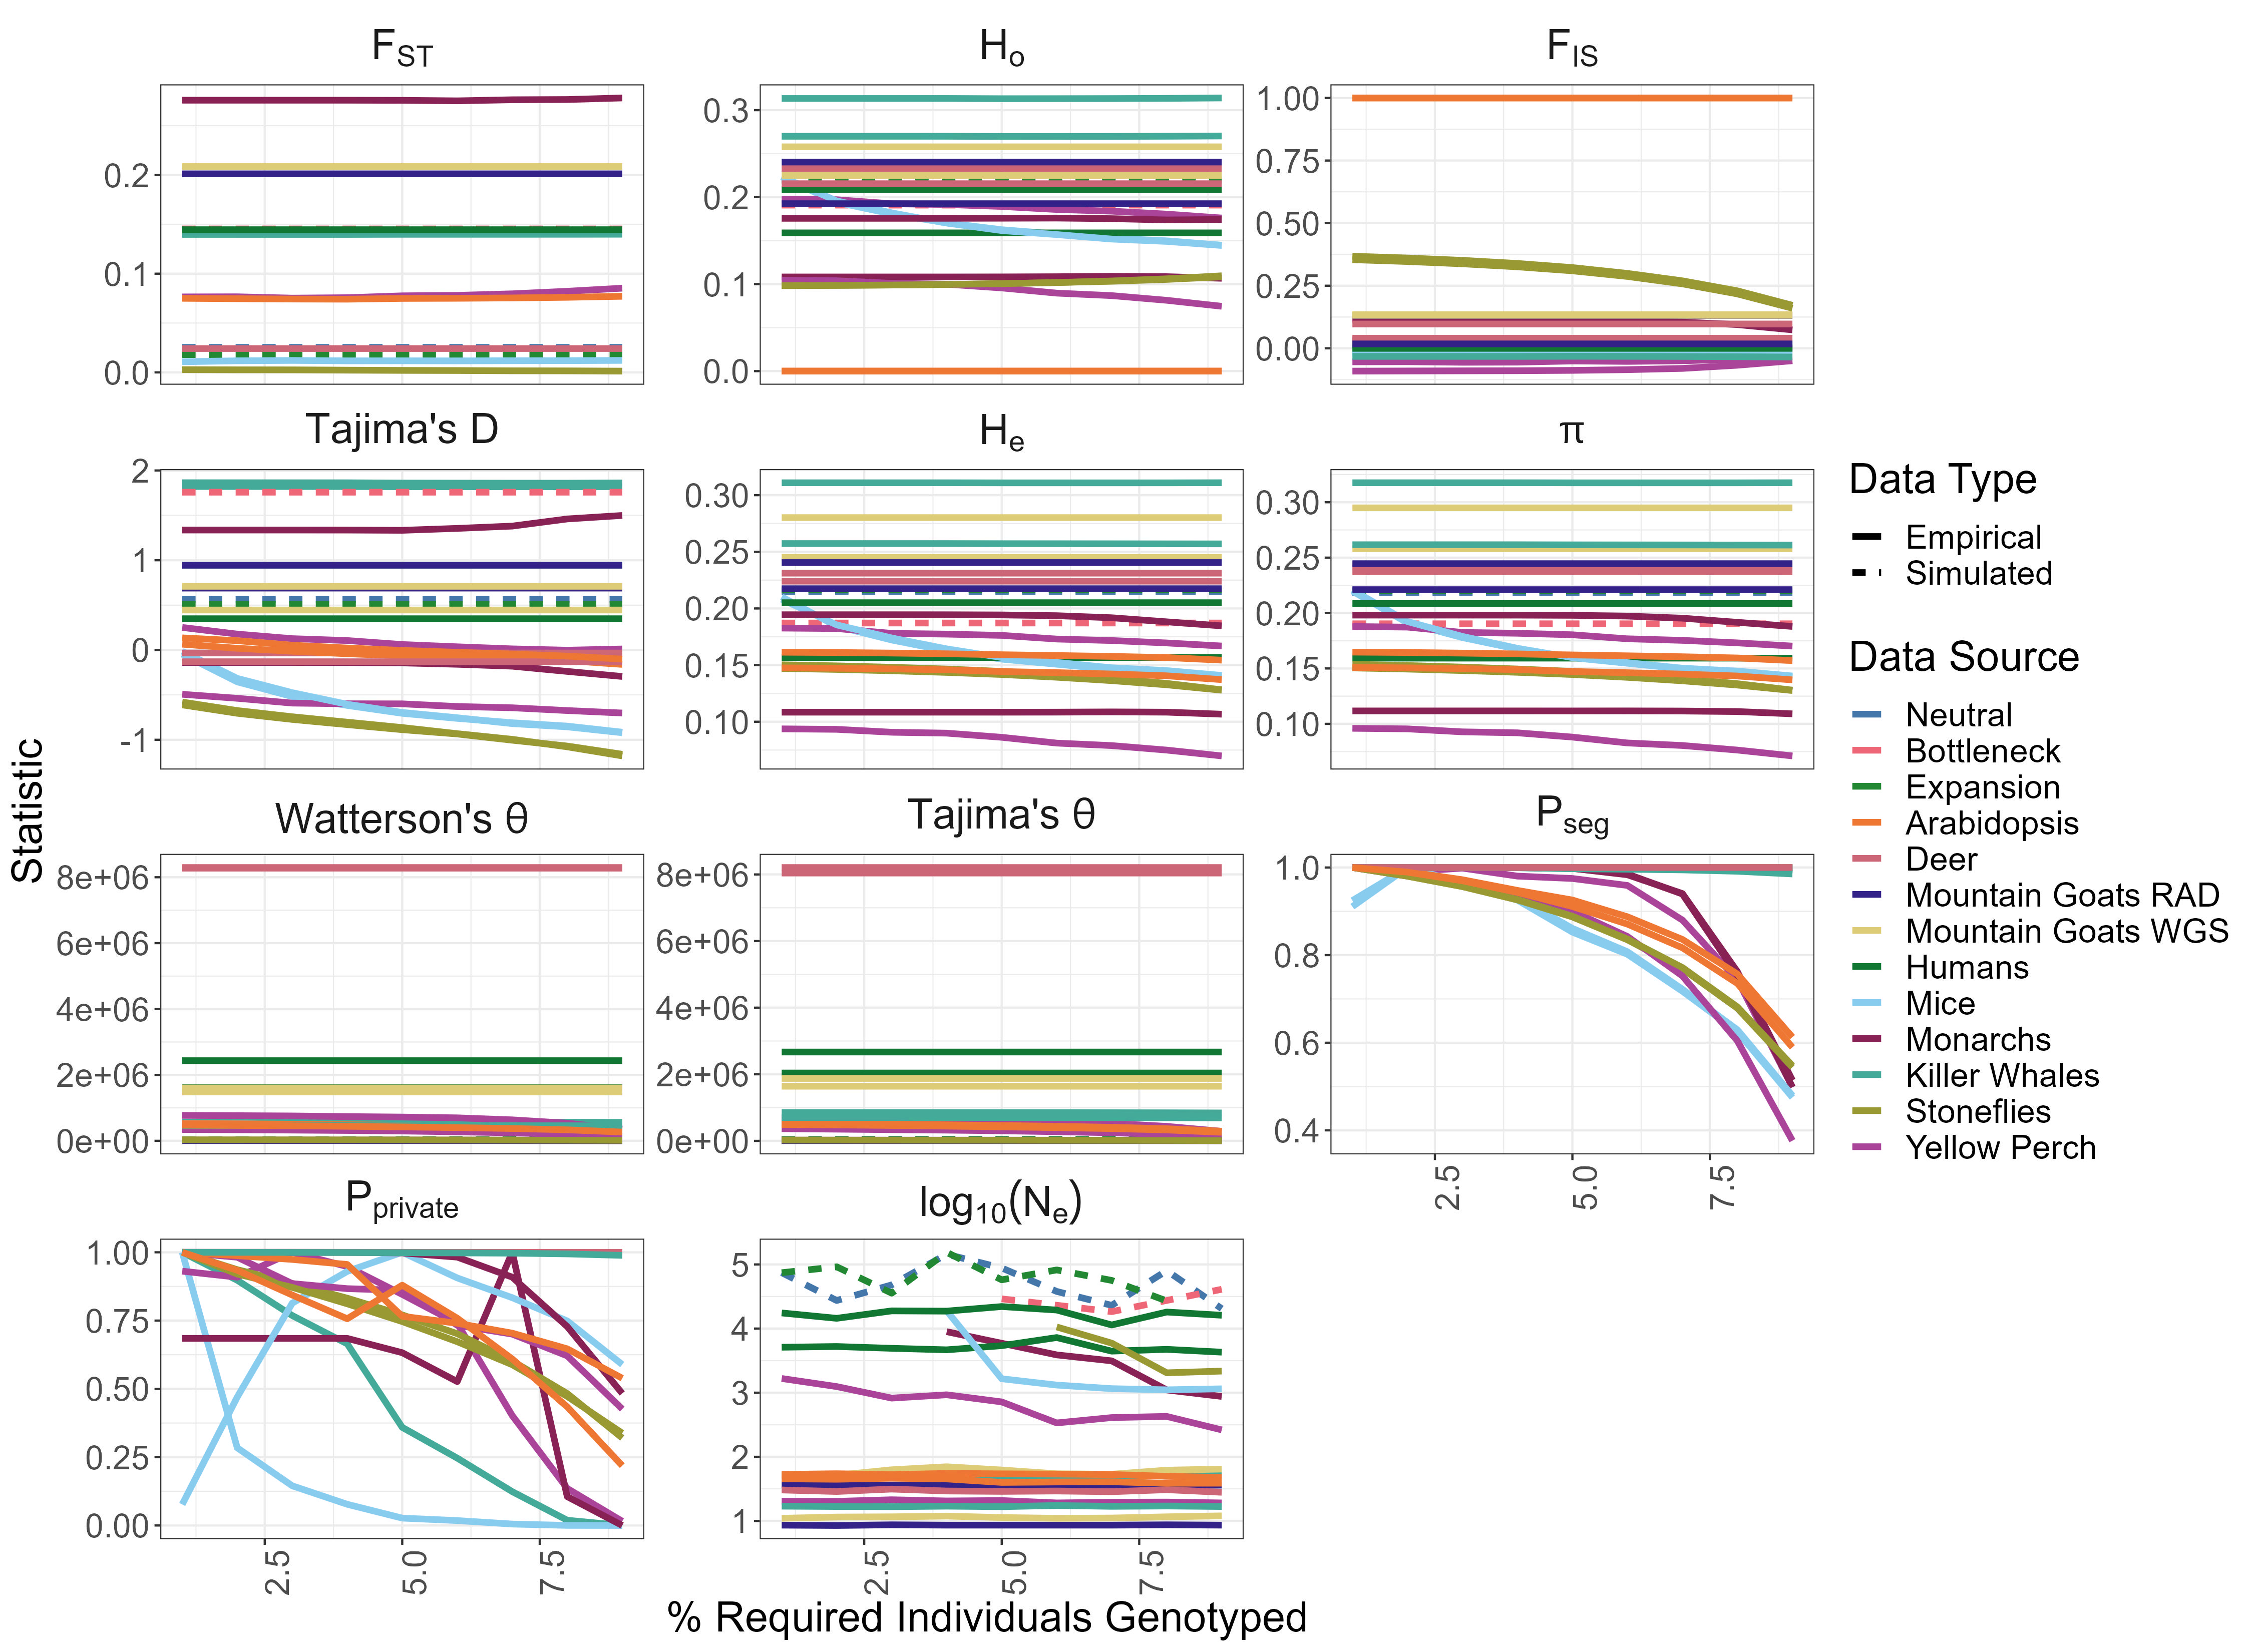 F_ST
H_o
F_IS
0.2
0.1
0.0
0.3
0.2
0.1
0.0
1.00
0.75
0.50
0.25
0.00
Tajima's D
H_e
π
2
1
0
-1
0.30
0.25
0.20
0.15
0.10
0.30
0.25
0.20
0.15
0.10
Watterson's θ
Tajima's θ
P_seg
8e+06
6e+06
4e+06
2e+06
0e+00
8e+06
6e+06
4e+06
2e+06
0e+00
1.0
0.8
0.6
0.4
2.5
5.0
7.5
P_private
log₁₀(N_e)
1.00
0.75
0.50
0.25
0.00
5
4
3
2
1
2.5
5.0
7.5
2.5
5.0
7.5
Statistic
% Required Individuals Genotyped
Data Type
Empirical
Simulated
Data Source
Neutral
Bottleneck
Expansion
Arabidopsis
Deer
Mountain Goats RAD
Mountain Goats WGS
Humans
Mice
Monarchs
Killer Whales
Stoneflies
Yellow Perch